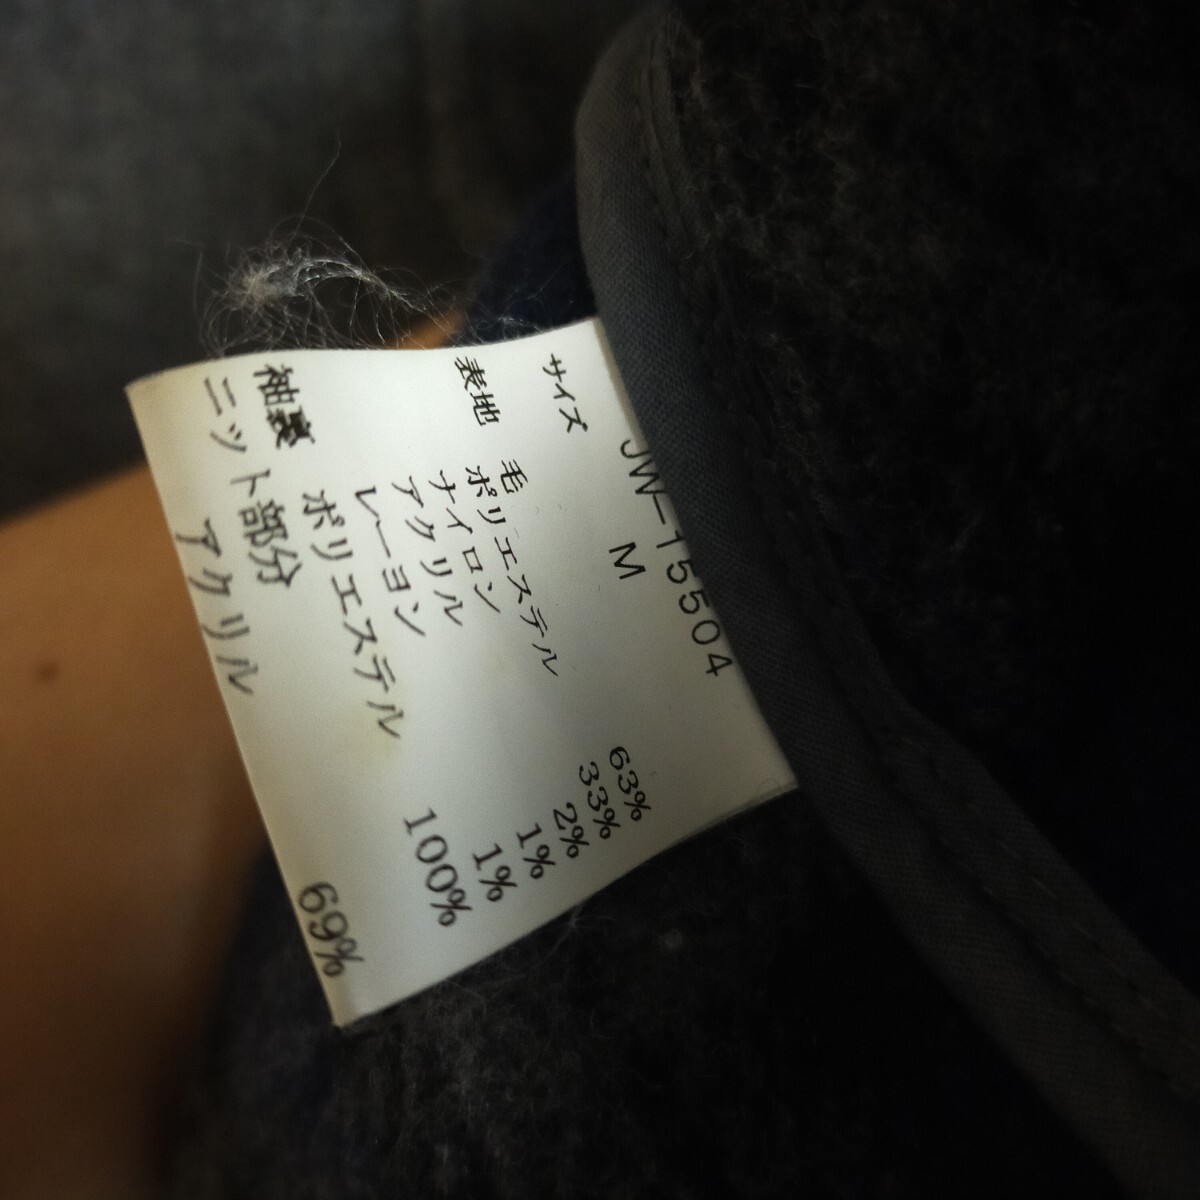 JW-15504
サイズ M
表地 毛 63%
ポリエステル 33%
ナイロン 2%
アクリル 1%
レーヨン 1%
袖裏 ポリエステル 100%
ニット部分
アクリル 69%